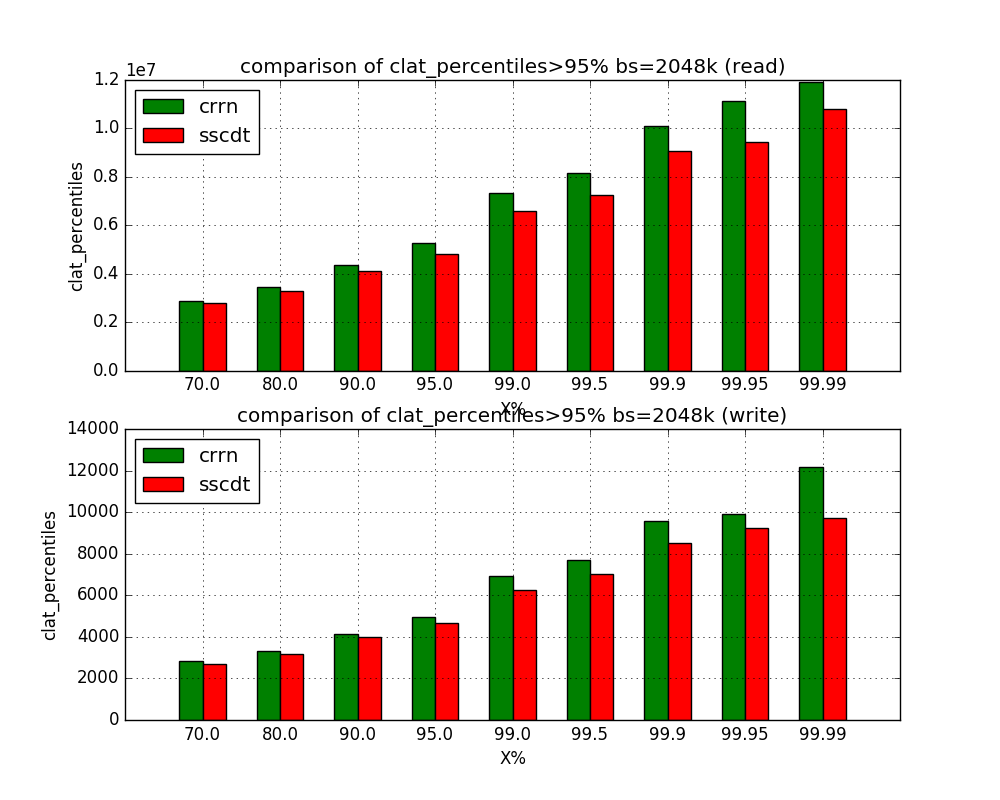 comparison of clat_percentiles>95% bs=2048k (read)
1e7
crrn
sscdt
clat_percentiles
1.2
1.0
0.8
0.6
0.4
0.2
0.0
70.0 80.0 90.0 95.0 99.0 99.5 99.9 99.95 99.99
X%
comparison of clat_percentiles>95% bs=2048k (write)
crrn
sscdt
clat_percentiles
14000
12000
10000
8000
6000
4000
2000
0
70.0 80.0 90.0 95.0 99.0 99.5 99.9 99.95 99.99
X%